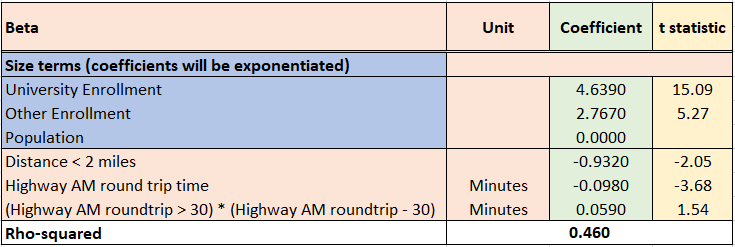 Beta Unit Coefficient t statistic
Size terms (coefficients will be exponentiated)
University Enrollment 4.6390 15.09
Other Enrollment 2.7670 5.27
Population 0.0000
Distance < 2 miles -0.9320 -2.05
Highway AM round trip time Minutes -0.0980 -3.68
(Highway AM roundtrip > 30) * (Highway AM roundtrip - 30) Minutes 0.0590 1.54
Rho-squared 0.460